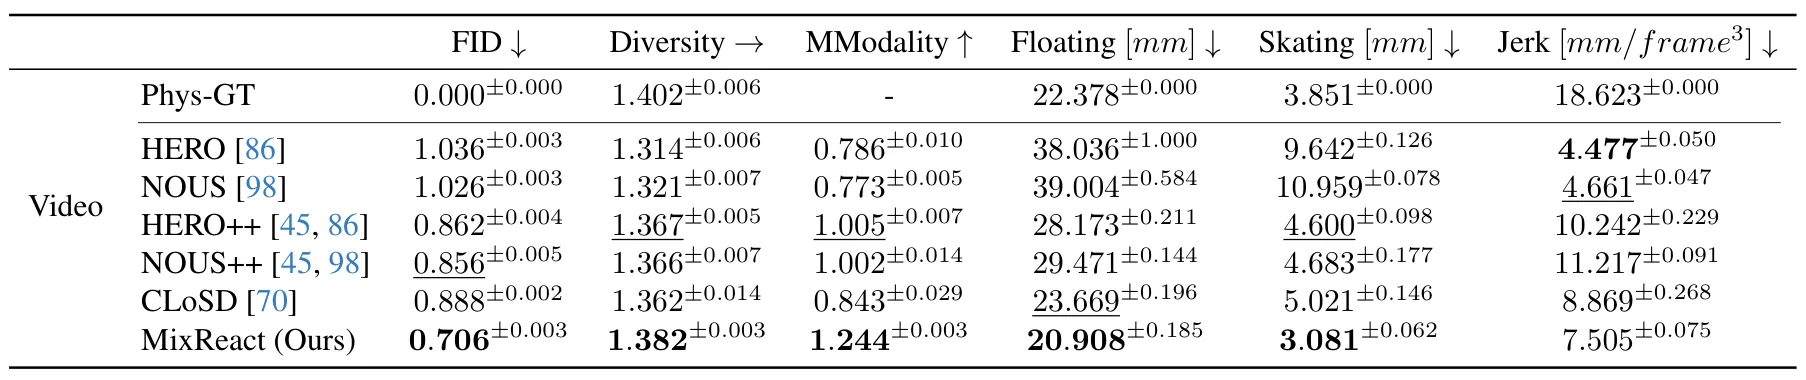 FID ↓ Diversity → MModality ↑ Floating [mm] ↓ Skating [mm] ↓ Jerk [mm/frame³] ↓
Phys-GT 0.000±0.000 1.402±0.006 - 22.378±0.000 3.851±0.000 18.623±0.000
HERO [86] 1.036±0.003 1.314±0.006 0.786±0.010 38.036±1.000 9.642±0.126 4.477±0.050
NOUS [98] 1.026±0.003 1.321±0.007 0.773±0.005 39.004±0.584 10.959±0.078 4.661±0.047
Video
HERO++ [45, 86] 0.862±0.004 1.367±0.005 1.005±0.007 28.173±0.211 4.600±0.098 10.242±0.229
NOUS++ [45, 98] 0.856±0.005 1.366±0.007 1.002±0.014 29.471±0.144 4.683±0.177 11.217±0.091
CLoSD [70] 0.888±0.002 1.362±0.014 0.843±0.029 23.669±0.196 5.021±0.146 8.869±0.268
MixReact (Ours) 0.706±0.003 1.382±0.003 1.244±0.003 20.908±0.185 3.081±0.062 7.505±0.075